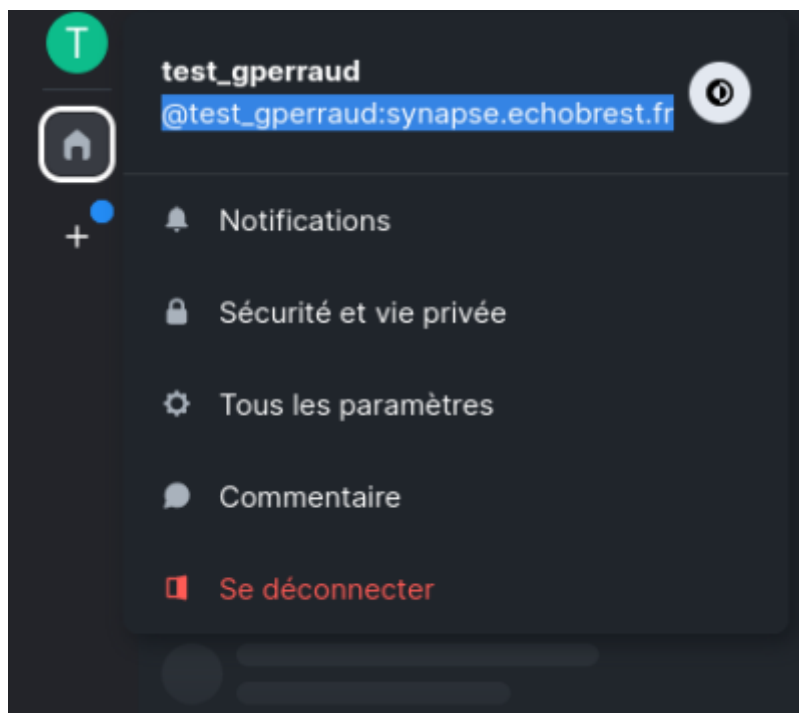 T
test_gperraud
@test_gperraud:synapse.echobrest.fr
Notifications
Sécurité et vie privée
Tous les paramètres
Commentaire
Se déconnecter